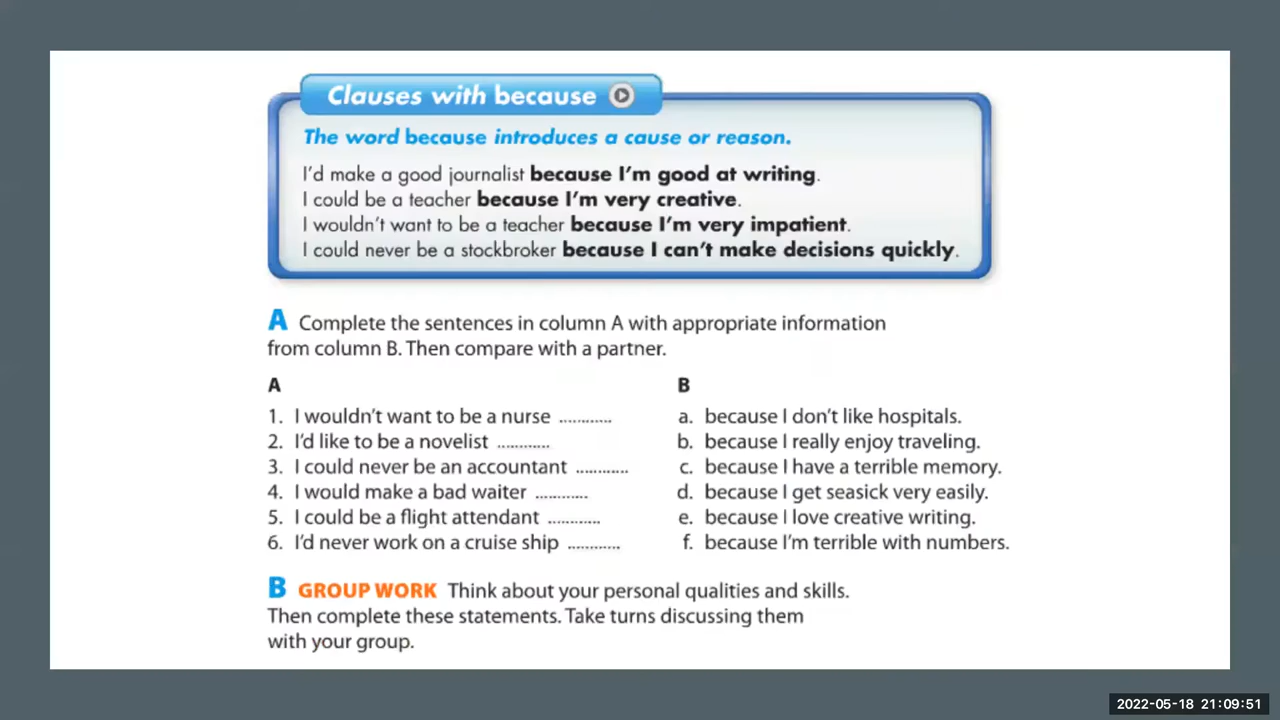 Clauses with because
The word because introduces a cause or reason.
I'd make a good journalist because I'm good at writing.
I could be a teacher because I'm very creative.
I wouldn't want to be a teacher because I'm very impatient.
I could never be a stockbroker because I can't make decisions quickly.
A Complete the sentences in column A with appropriate information
from column B. Then compare with a partner.
A
1. I wouldn't want to be a nurse ............
2. I'd like to be a novelist ............
3. I could never be an accountant ............
4. I would make a bad waiter ............
5. I could be a flight attendant ............
6. I'd never work on a cruise ship ............
B
a. because I don't like hospitals.
b. because I really enjoy traveling.
c. because I have a terrible memory.
d. because I get seasick very easily.
e. because I love creative writing.
f. because I'm terrible with numbers.
B GROUP WORK Think about your personal qualities and skills.
Then complete these statements. Take turns discussing them
with your group.
2022-05-18 21:09:51